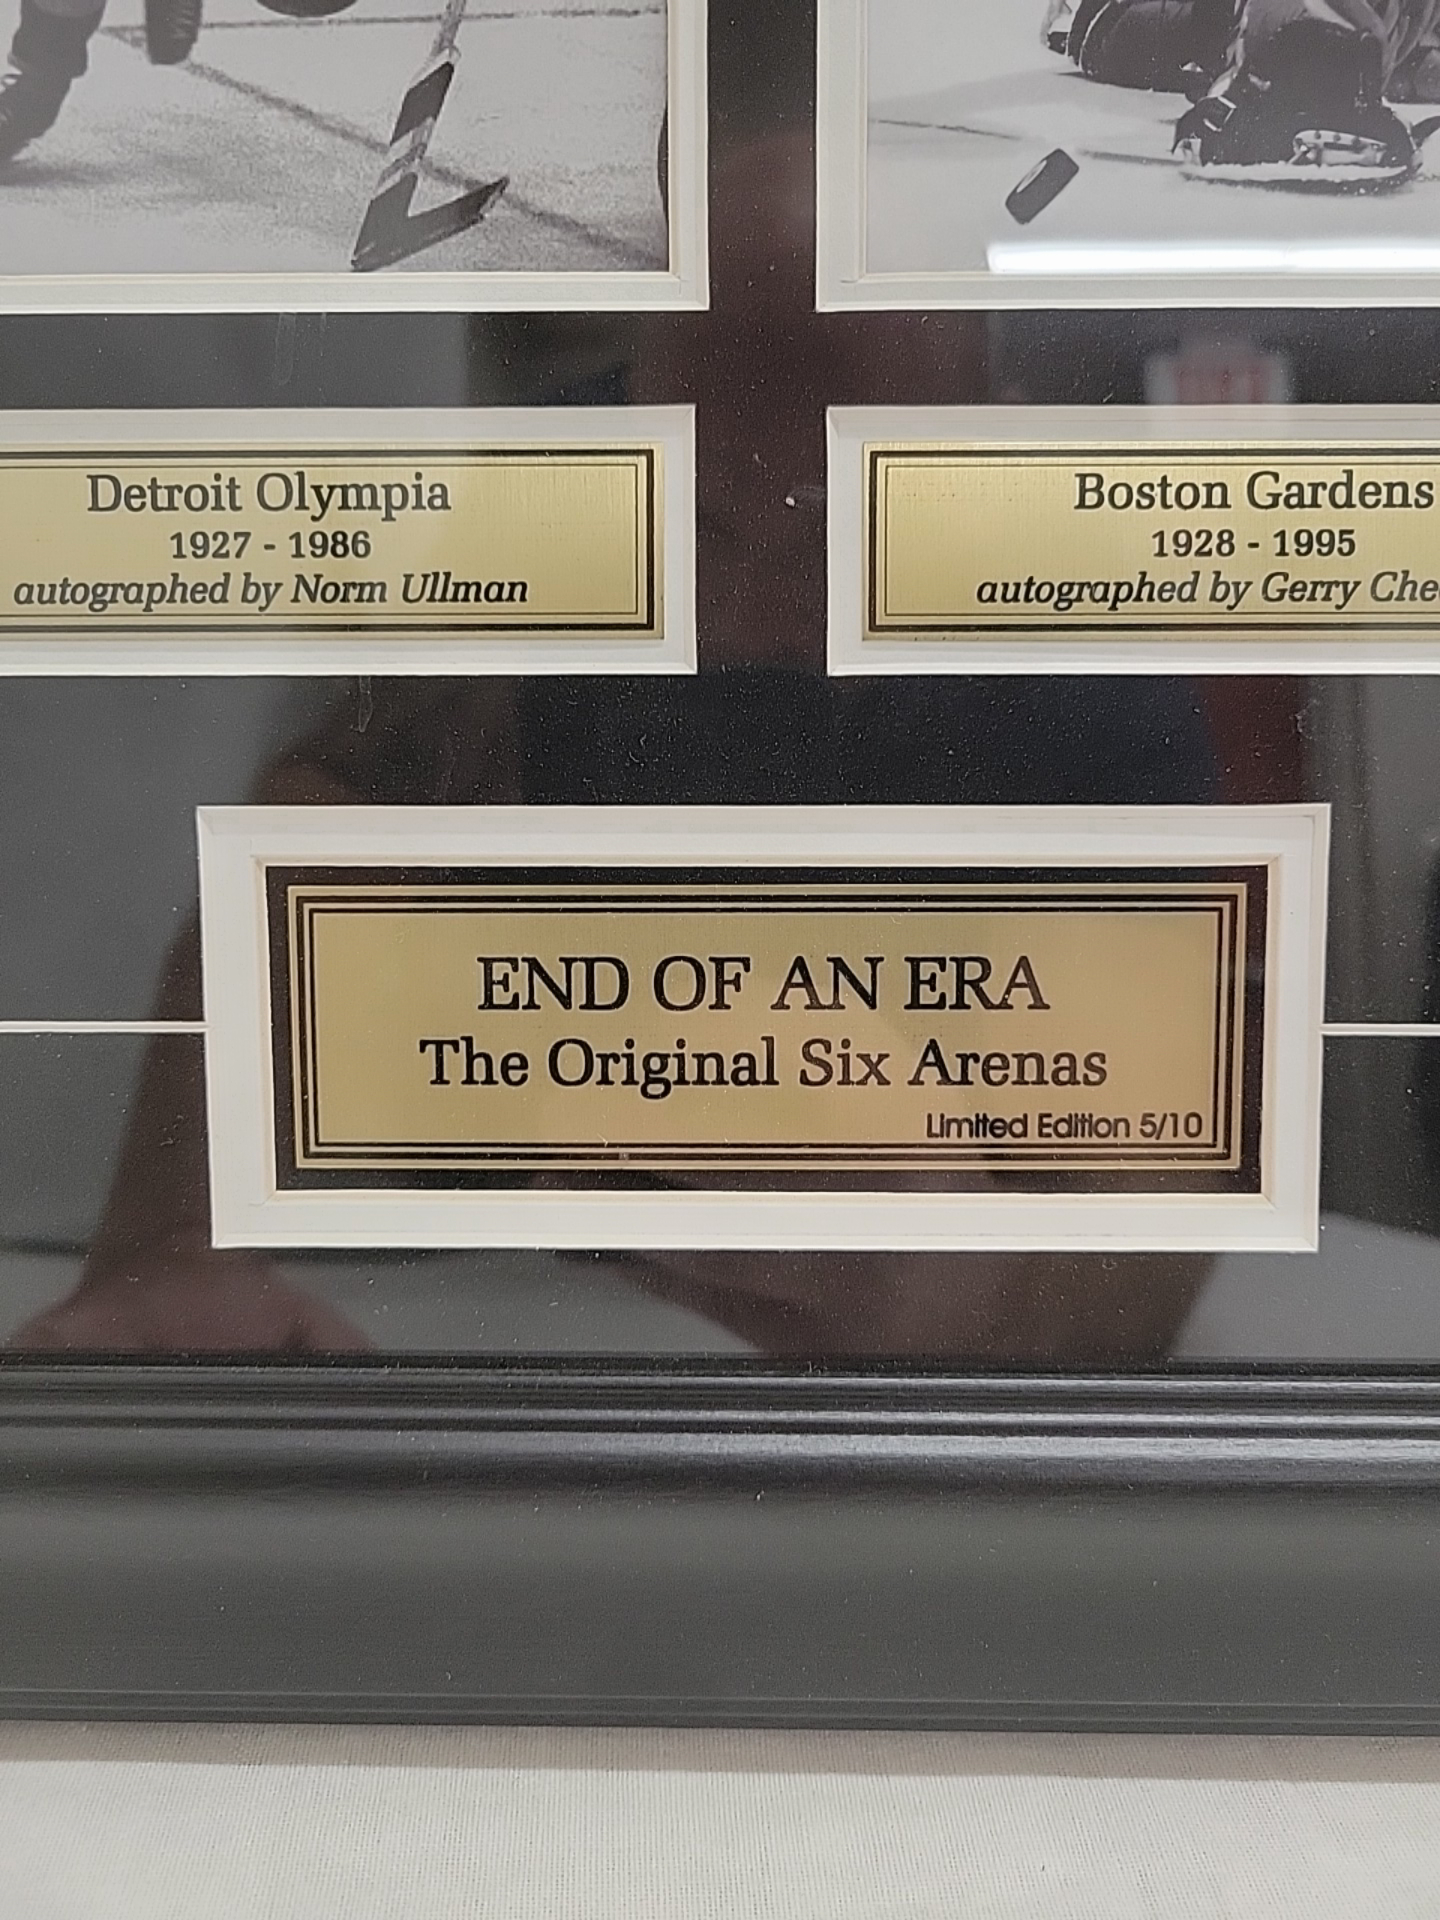 Detroit Olympia
1927 - 1986
autographed by Norm Ullman
Boston Gardens
1928 - 1995
autographed by Gerry
END OF AN ERA
The Original Six Arenas
Limited Edition 5/10